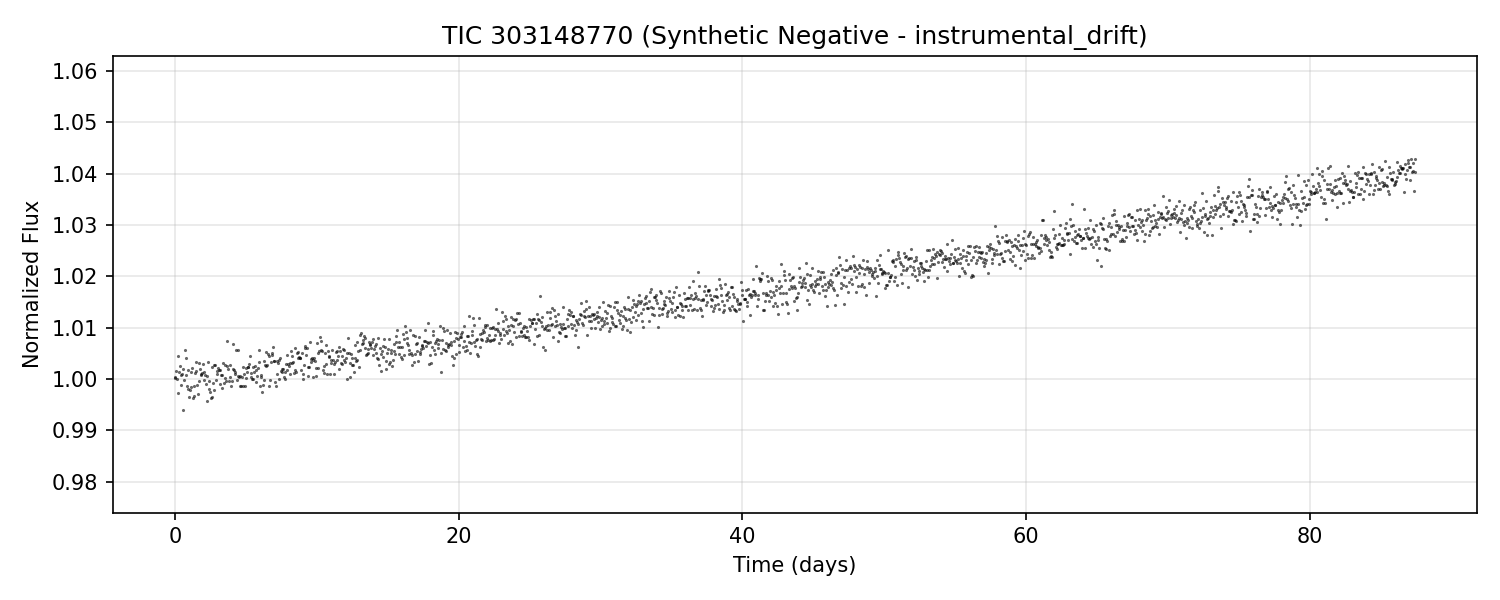 TIC 303148770 (Synthetic Negative - instrumental_drift)
1.06
1.05
1.04
1.03
1.02
1.01
1.00
0.99
0.98
Normalized Flux
0 20 40 60 80
Time (days)